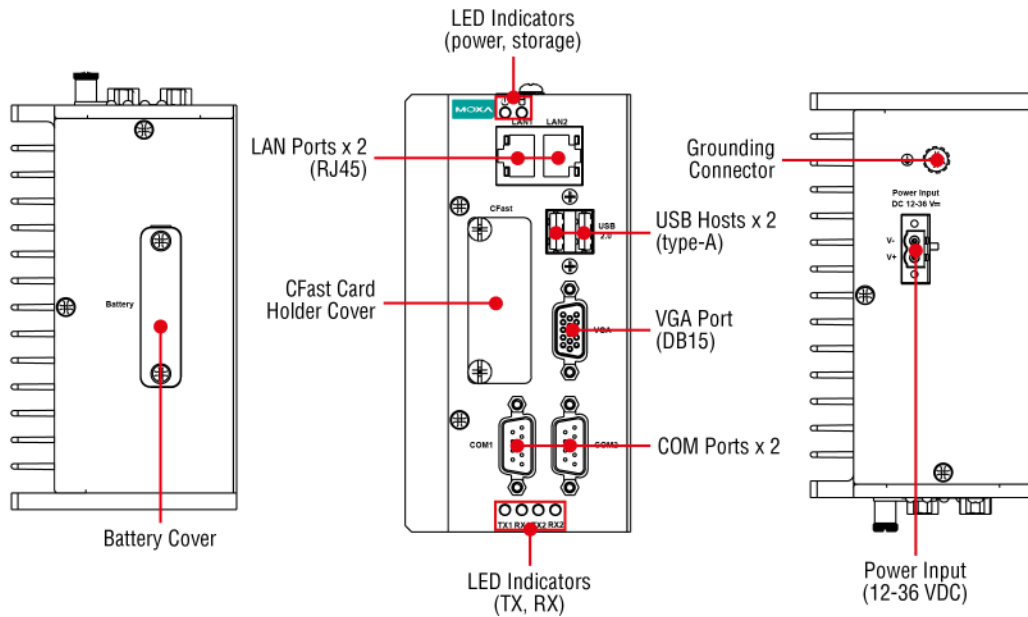 LED Indicators
(power, storage)
MOXA
LAN1 LAN2
LAN Ports x 2
(RJ45)
Grounding
Connector
Power Input
DC 12-36 V
CFast
USB
2.0
USB Hosts x 2
(type-A)
V-
V+
Battery
CFast Card
Holder Cover
VGA
VGA Port
(DB15)
COM1
COM2
COM Ports x 2
TX1 RX1 TX2 RX2
Battery Cover
LED Indicators
(TX, RX)
Power Input
(12-36 VDC)